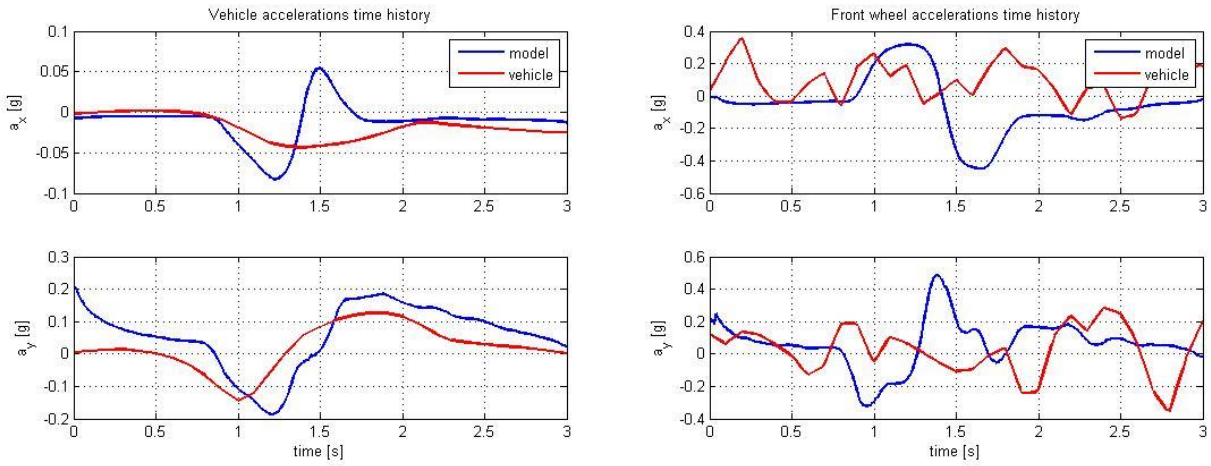 Vehicle accelerations time history
0.1
0.05
0
-0.05
-0.1
a_x [g]
model
vehicle
0 0.5 1 1.5 2 2.5 3
0.3
0.2
0.1
0
-0.1
-0.2
a_y [g]
0 0.5 1 1.5 2 2.5 3
time [s]
Front wheel accelerations time history
0.4
0.2
0
-0.2
-0.4
-0.6
a_x [g]
model
vehicle
0 0.5 1 1.5 2 2.5 3
0.6
0.4
0.2
0
-0.2
-0.4
a_y [g]
0 0.5 1 1.5 2 2.5 3
time [s]